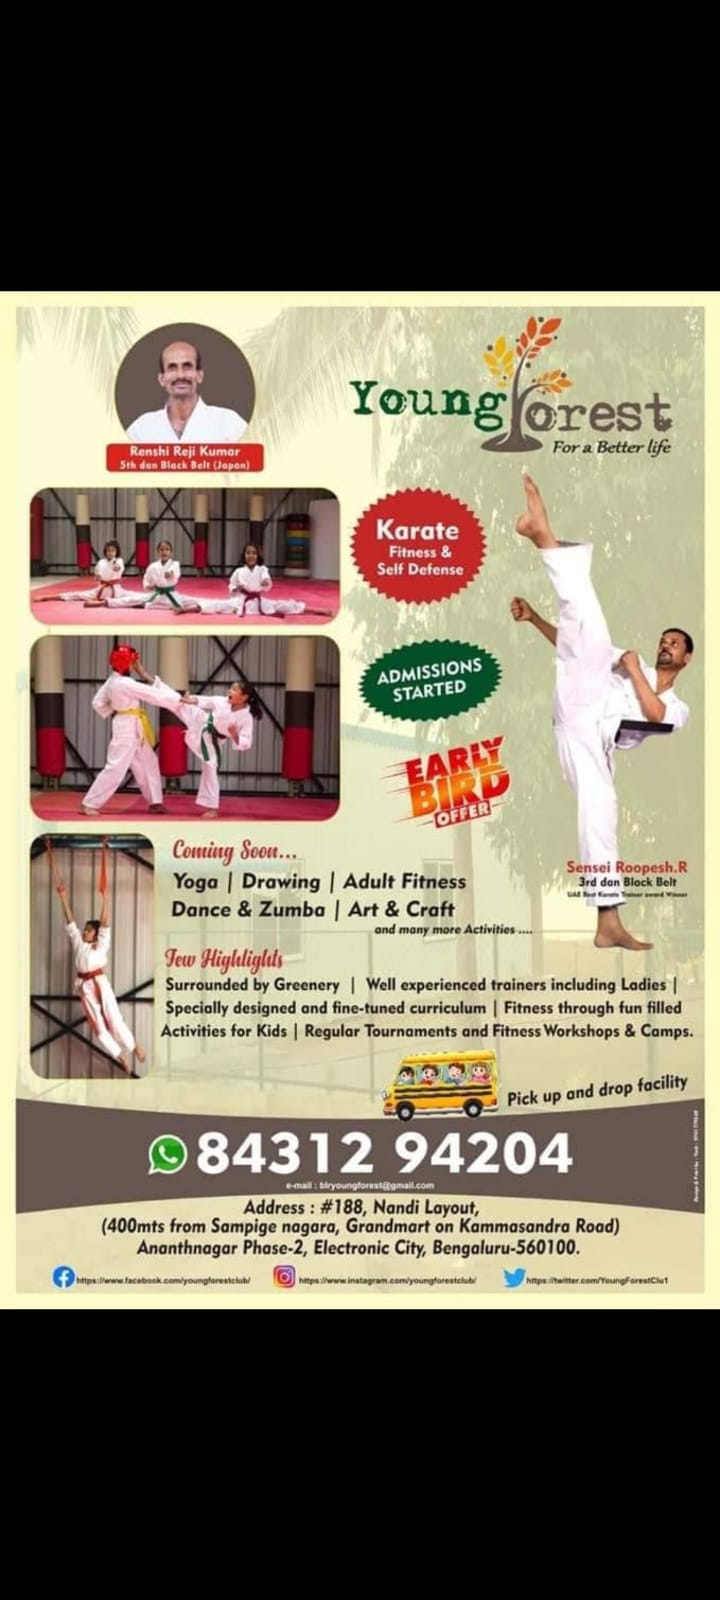 Young forest
For a Better life
Renshi Reji Kumar
5th dan Black Belt (Japan)
Karate
Fitness &
Self Defense
ADMISSIONS
STARTED
EARLY
BIRD
OFFER
Sensei Roopesh.R
3rd dan Black Belt
UAE Best Karate Trainer award Winner
Coming Soon...
Yoga | Drawing | Adult Fitness
Dance & Zumba | Art & Craft
and many more Activities ....
Few Highlights
Surrounded by Greenery | Well experienced trainers including Ladies |
Specially designed and fine-tuned curriculum | Fitness through fun filled
Activities for Kids | Regular Tournaments and Fitness Workshops & Camps.
Pick up and drop facility
84312 94204
e-mail : blryoungforest@gmail.com
Address : #188, Nandi Layout,
(400mts from Sampige nagara, Grandmart on Kammasandra Road)
Ananthnagar Phase-2, Electronic City, Bengaluru-560100.
https://www.facebook.com/youngforestclub/
https://www.instagram.com/youngforestclub/
https://twitter.com/YoungForestClu1